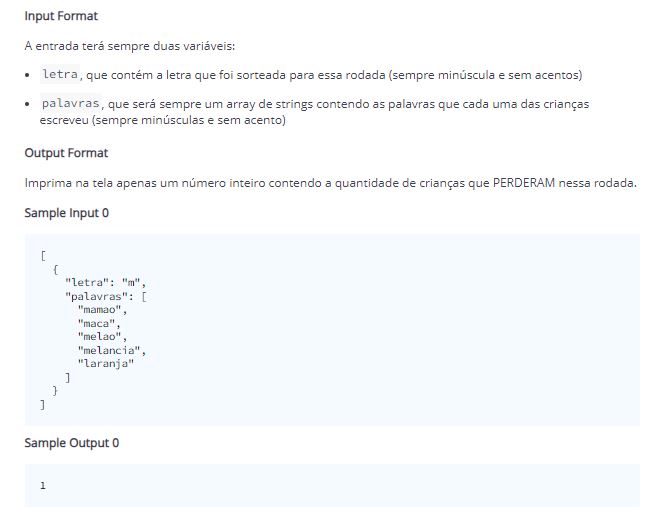 Input Format
A entrada terá sempre duas variáveis:
• letra, que contém a letra que foi sorteada para essa rodada (sempre minúscula e sem acentos)
• palavras, que será sempre um array de strings contendo as palavras que cada uma das crianças
escreveu (sempre minúsculas e sem acento)
Output Format
Imprima na tela apenas um número inteiro contendo a quantidade de crianças que PERDERAM nessa rodada.
Sample Input 0
[
  {
    "letra": "m",
    "palavras": [
      "mamao",
      "maca",
      "melao",
      "melancia",
      "laranja"
    ]
  }
]
Sample Output 0
1